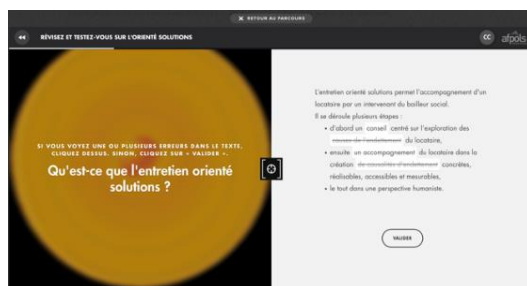 RETOUR AU PARCOURS
RÉVISEZ ET TESTEZ-VOUS SUR L'ORIENTÉ SOLUTIONS
CC
afpols
SI VOUS VOYEZ UNE OU PLUSIEURS ERREURS DANS LE TEXTE,
CLIQUEZ DESSUS. SINON, CLIQUEZ SUR « VALIDER ».
Qu'est-ce que l'entretien orienté
solutions ?
L'entretien orienté solutions permet l'accompagnement d'un
locataire par un intervenant du bailleur social.
Il se déroule plusieurs étapes :
• d'abord un conseil centré sur l'exploration des
causes de l'endettement du locataire,
• ensuite un accompagnement du locataire dans la
création de causalités d'endettement concrètes,
réalisables, accessibles et mesurables,
• le tout dans une perspective humaniste.
VALIDER